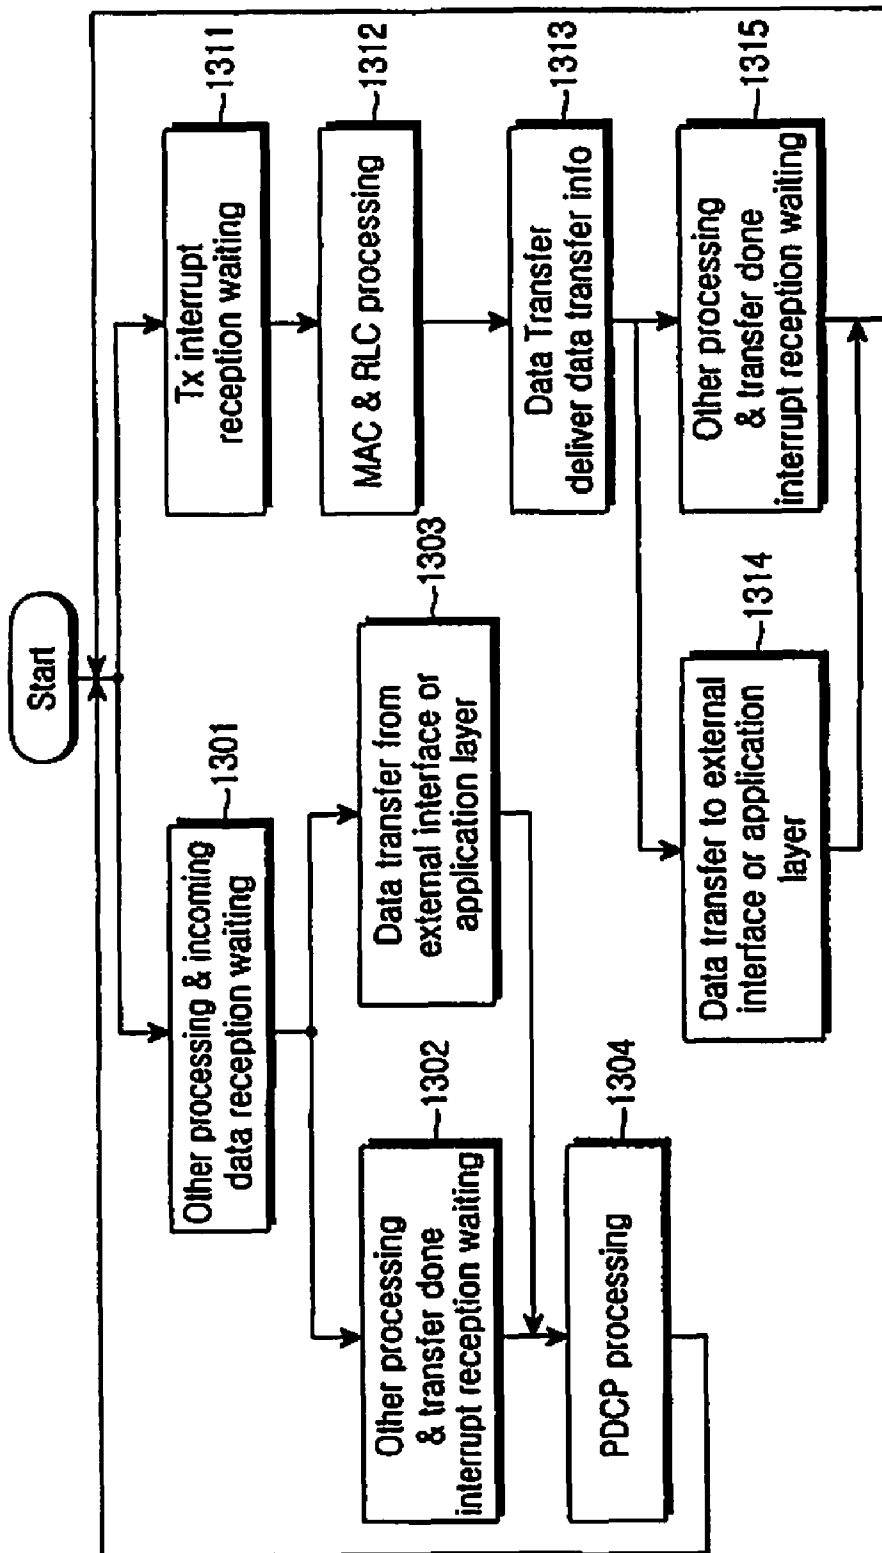 Start
Other processing & incoming
data reception waiting
1301
Other processing
& transfer done
interrupt reception waiting
1302
Data transfer from
external interface or
application layer
1303
PDCP processing
1304
Tx interrupt
reception waiting
1311
MAC & RLC processing
1312
Data Transfer
deliver data transfer info
1313
Data transfer to external
interface or application
layer
1314
Other processing
& transfer done
interrupt reception waiting
1315